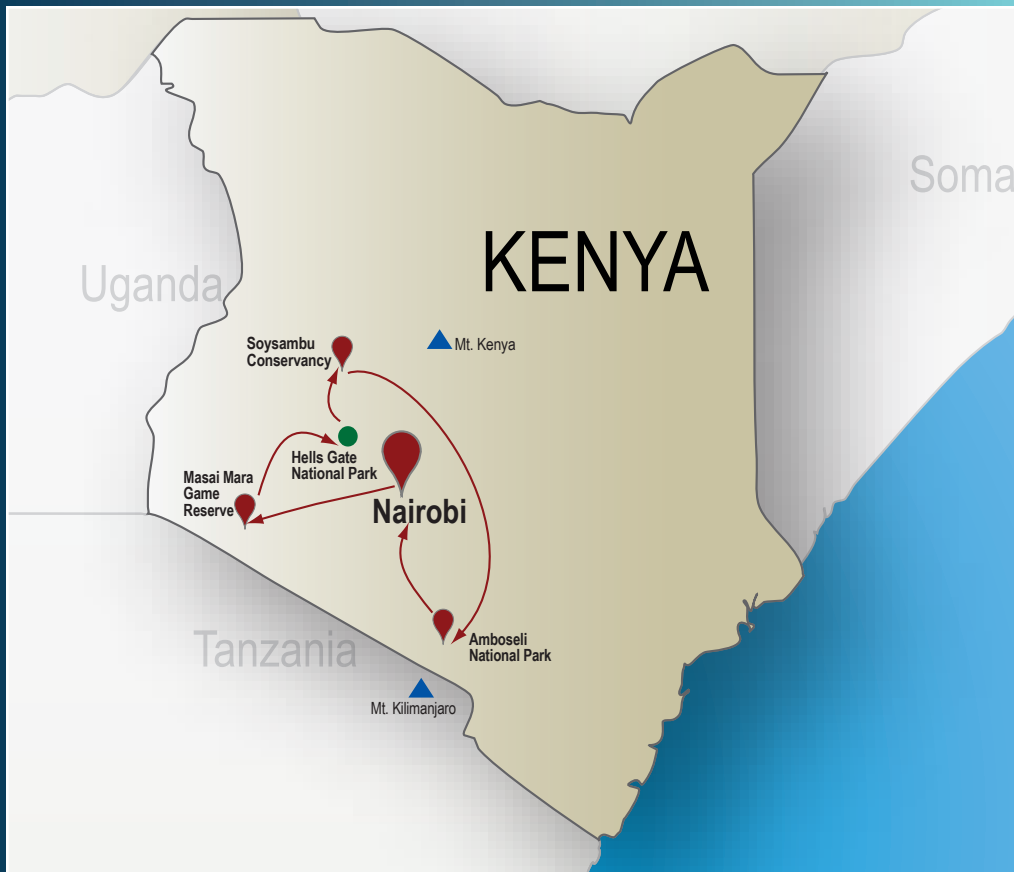 Soma
KENYA
Uganda
Soysambu
Conservancy
Mt. Kenya
Hells Gate
National Park
Masai Mara
Game
Reserve
Nairobi
Amboseli
National Park
Tanzania
Mt. Kilimanjaro